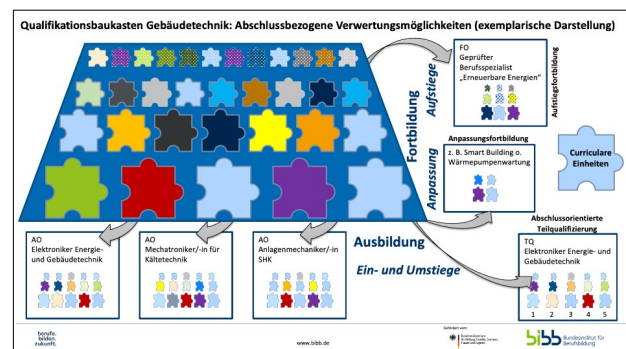 Qualifikationsbaukasten Gebäudetechnik: Abschlussbezogene Verwertungsmöglichkeiten (exemplarische Darstellung)
FO
Geprüfter
Berufsspezialist
„Erneuerbare Energien“
Aufstiegsfortbildung
Aufstiege
Fortbildung
Anpassung
Anpassungsfortbildung
z. B. Smart Building o.
Wärmepumpenwartung
Curriculare
Einheiten
AO
Elektroniker Energie-
und Gebäudetechnik
AO
Mechatroniker/-in für
Kältetechnik
AO
Anlagenmechaniker/-in
SHK
Ausbildung
Ein- und Umstiege
Abschlussorientierte
Teilqualifizierung
TQ
Elektroniker Energie- und
Gebäudetechnik
1 2 3 4 5
berufe.
bilden.
zukunft.
www.bibb.de
Gefördert vom:
bibb Bundesinstitut für
Berufsbildung